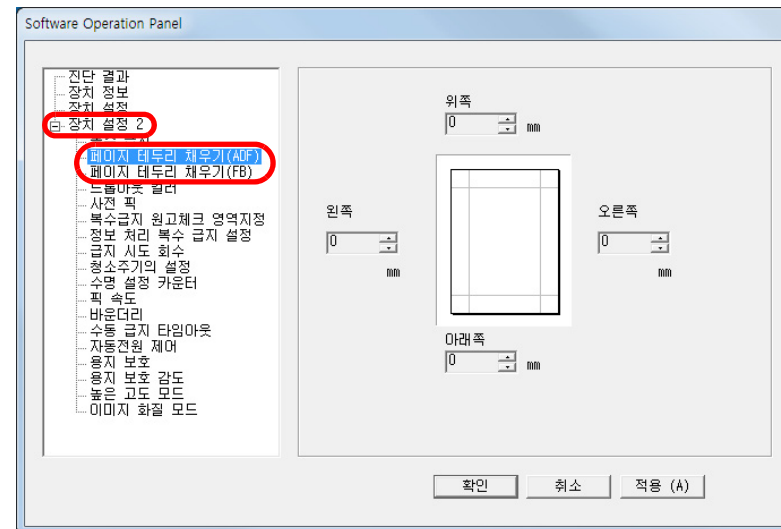 Software Operation Panel
진단 결과
장치 정보
장치 설정
장치 설정 2
페이지 테두리 채우기(ADF)
페이지 테두리 채우기(FB)
드롭아웃 컬러
사전 픽
복수급지 원고체크 영역지정
정보 처리 복수 급지 설정
급지 시도 회수
청소주기의 설정
수명 설정 카운터
픽 속도
바운더리
수동 급지 타임아웃
자동전원 제어
용지 보호
용지 보호 감도
높은 고도 모드
이미지 화질 모드
위쪽
0 mm
왼쪽
0
mm
오른쪽
0
mm
아래쪽
0 mm
확인 취소 적용 (A)